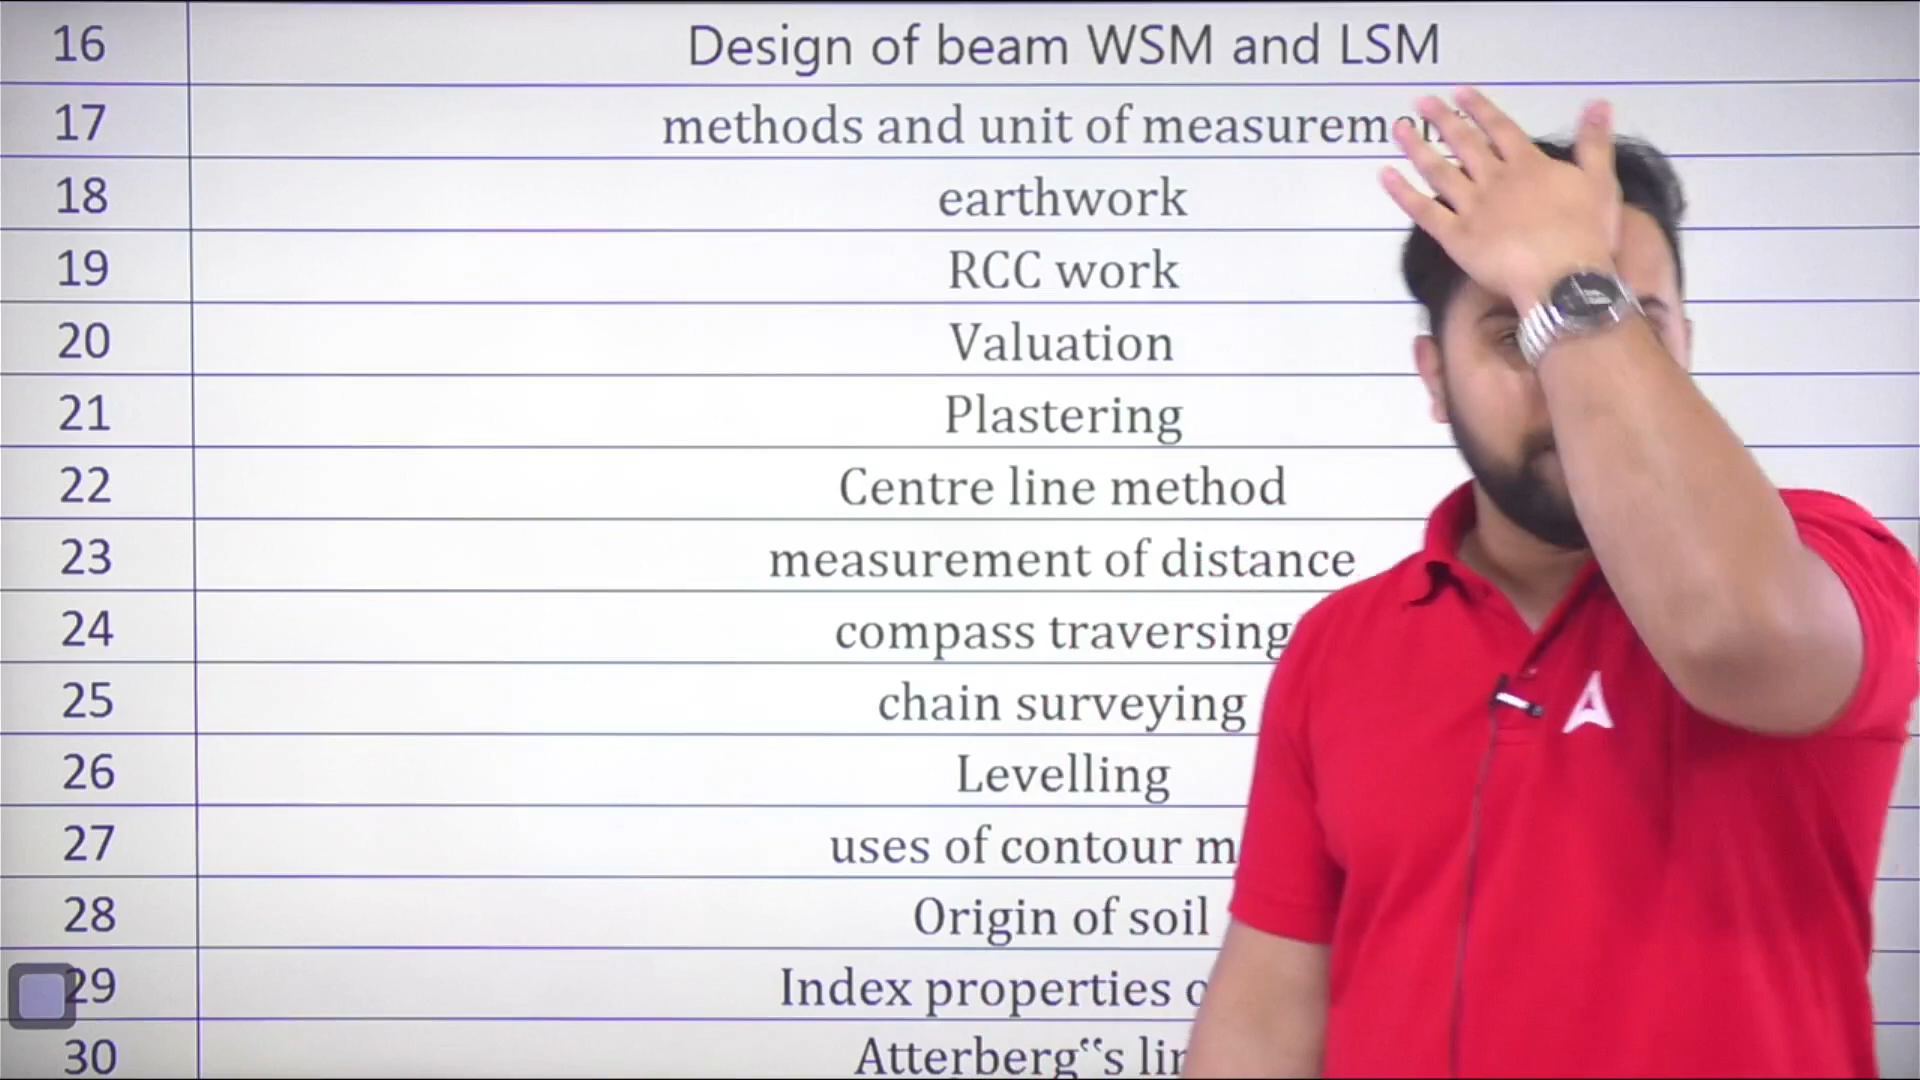 16 Design of beam WSM and LSM
17 methods and unit of
18 earthwork
19 RCC work
20 Valuation
21 Plastering
22 Centre line method
23 measurement of distance
24 compass traversing
25 chain surveying
26 Levelling
27 uses of contour
28 Origin of soil
29 Index properties
30 Atterberg‟‟s